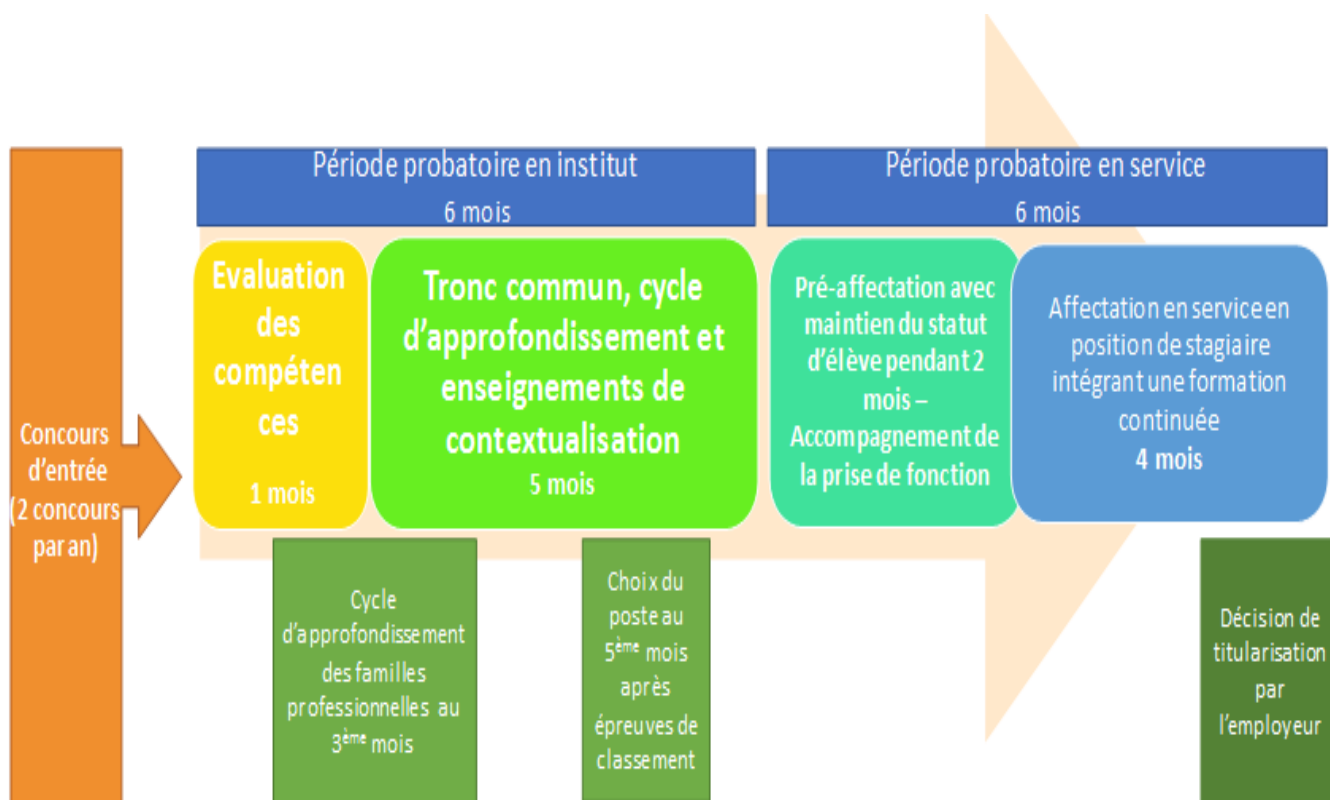 Concours
d'entrée
(2 concours
par an)
Période probatoire en institut
6 mois
Evaluation
des
compéten
ces
1 mois
Tronc commun, cycle
d'approfondissement et
enseignements de
contextualisation
5 mois
Cycle
d'approfondissement
des familles
professionnelles au
3ème mois
Choix du
poste au
5ème mois
après
épreuves de
classement
Période probatoire en service
6 mois
Pré-affectation avec
maintien du statut
d'élève pendant 2
mois –
Accompagnement de
la prise de fonction
Affectation en service en
position de stagiaire
intégrant une formation
continuée
4 mois
Décision de
titularisation
par
l'employeur